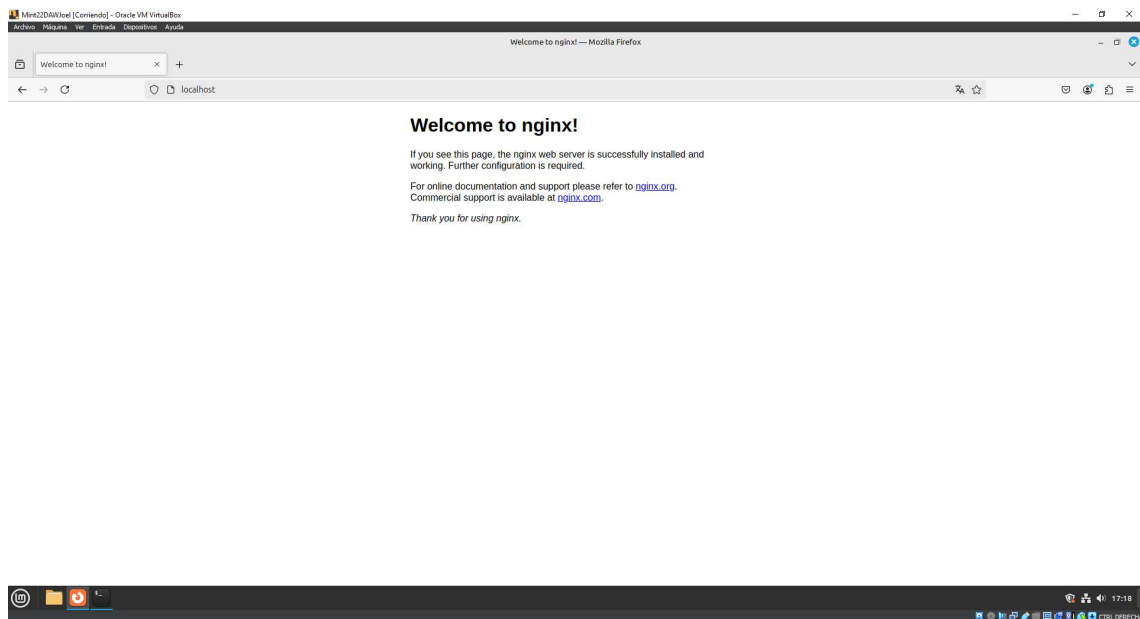 Mint22DAWJoel [Corriendo] - Oracle VM VirtualBox
Archivo Máquina Ver Entrada Dispositivos Ayuda
Welcome to nginx! — Mozilla Firefox
Welcome to nginx!
localhost
Welcome to nginx!
If you see this page, the nginx web server is successfully installed and
working. Further configuration is required.
For online documentation and support please refer to nginx.org.
Commercial support is available at nginx.com.
Thank you for using nginx.
17:18
CTRL DERECH